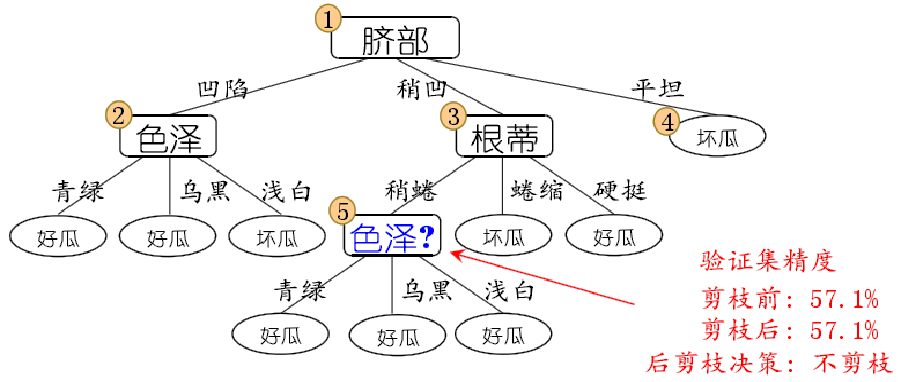 1
脐部
凹陷 稍凹 平坦
2 3 4
色泽 根蒂 坏瓜
青绿 乌黑 浅白 稍蜷 蜷缩 硬挺
5
好瓜 好瓜 坏瓜 色泽? 坏瓜 好瓜
青绿 乌黑 浅白
好瓜 好瓜 好瓜
验证集精度
剪枝前: 57.1%
剪枝后: 57.1%
后剪枝决策: 不剪枝